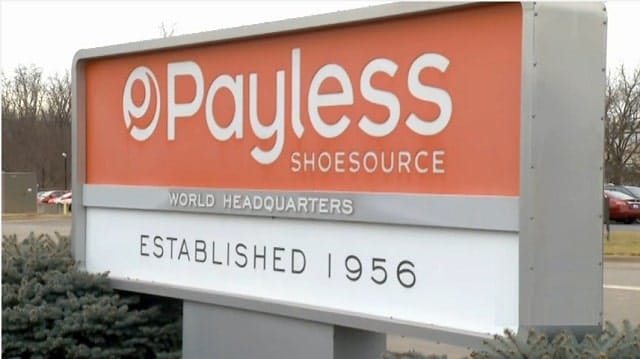 Payless
SHOESOURCE
WORLD HEADQUARTERS
ESTABLISHED 1956